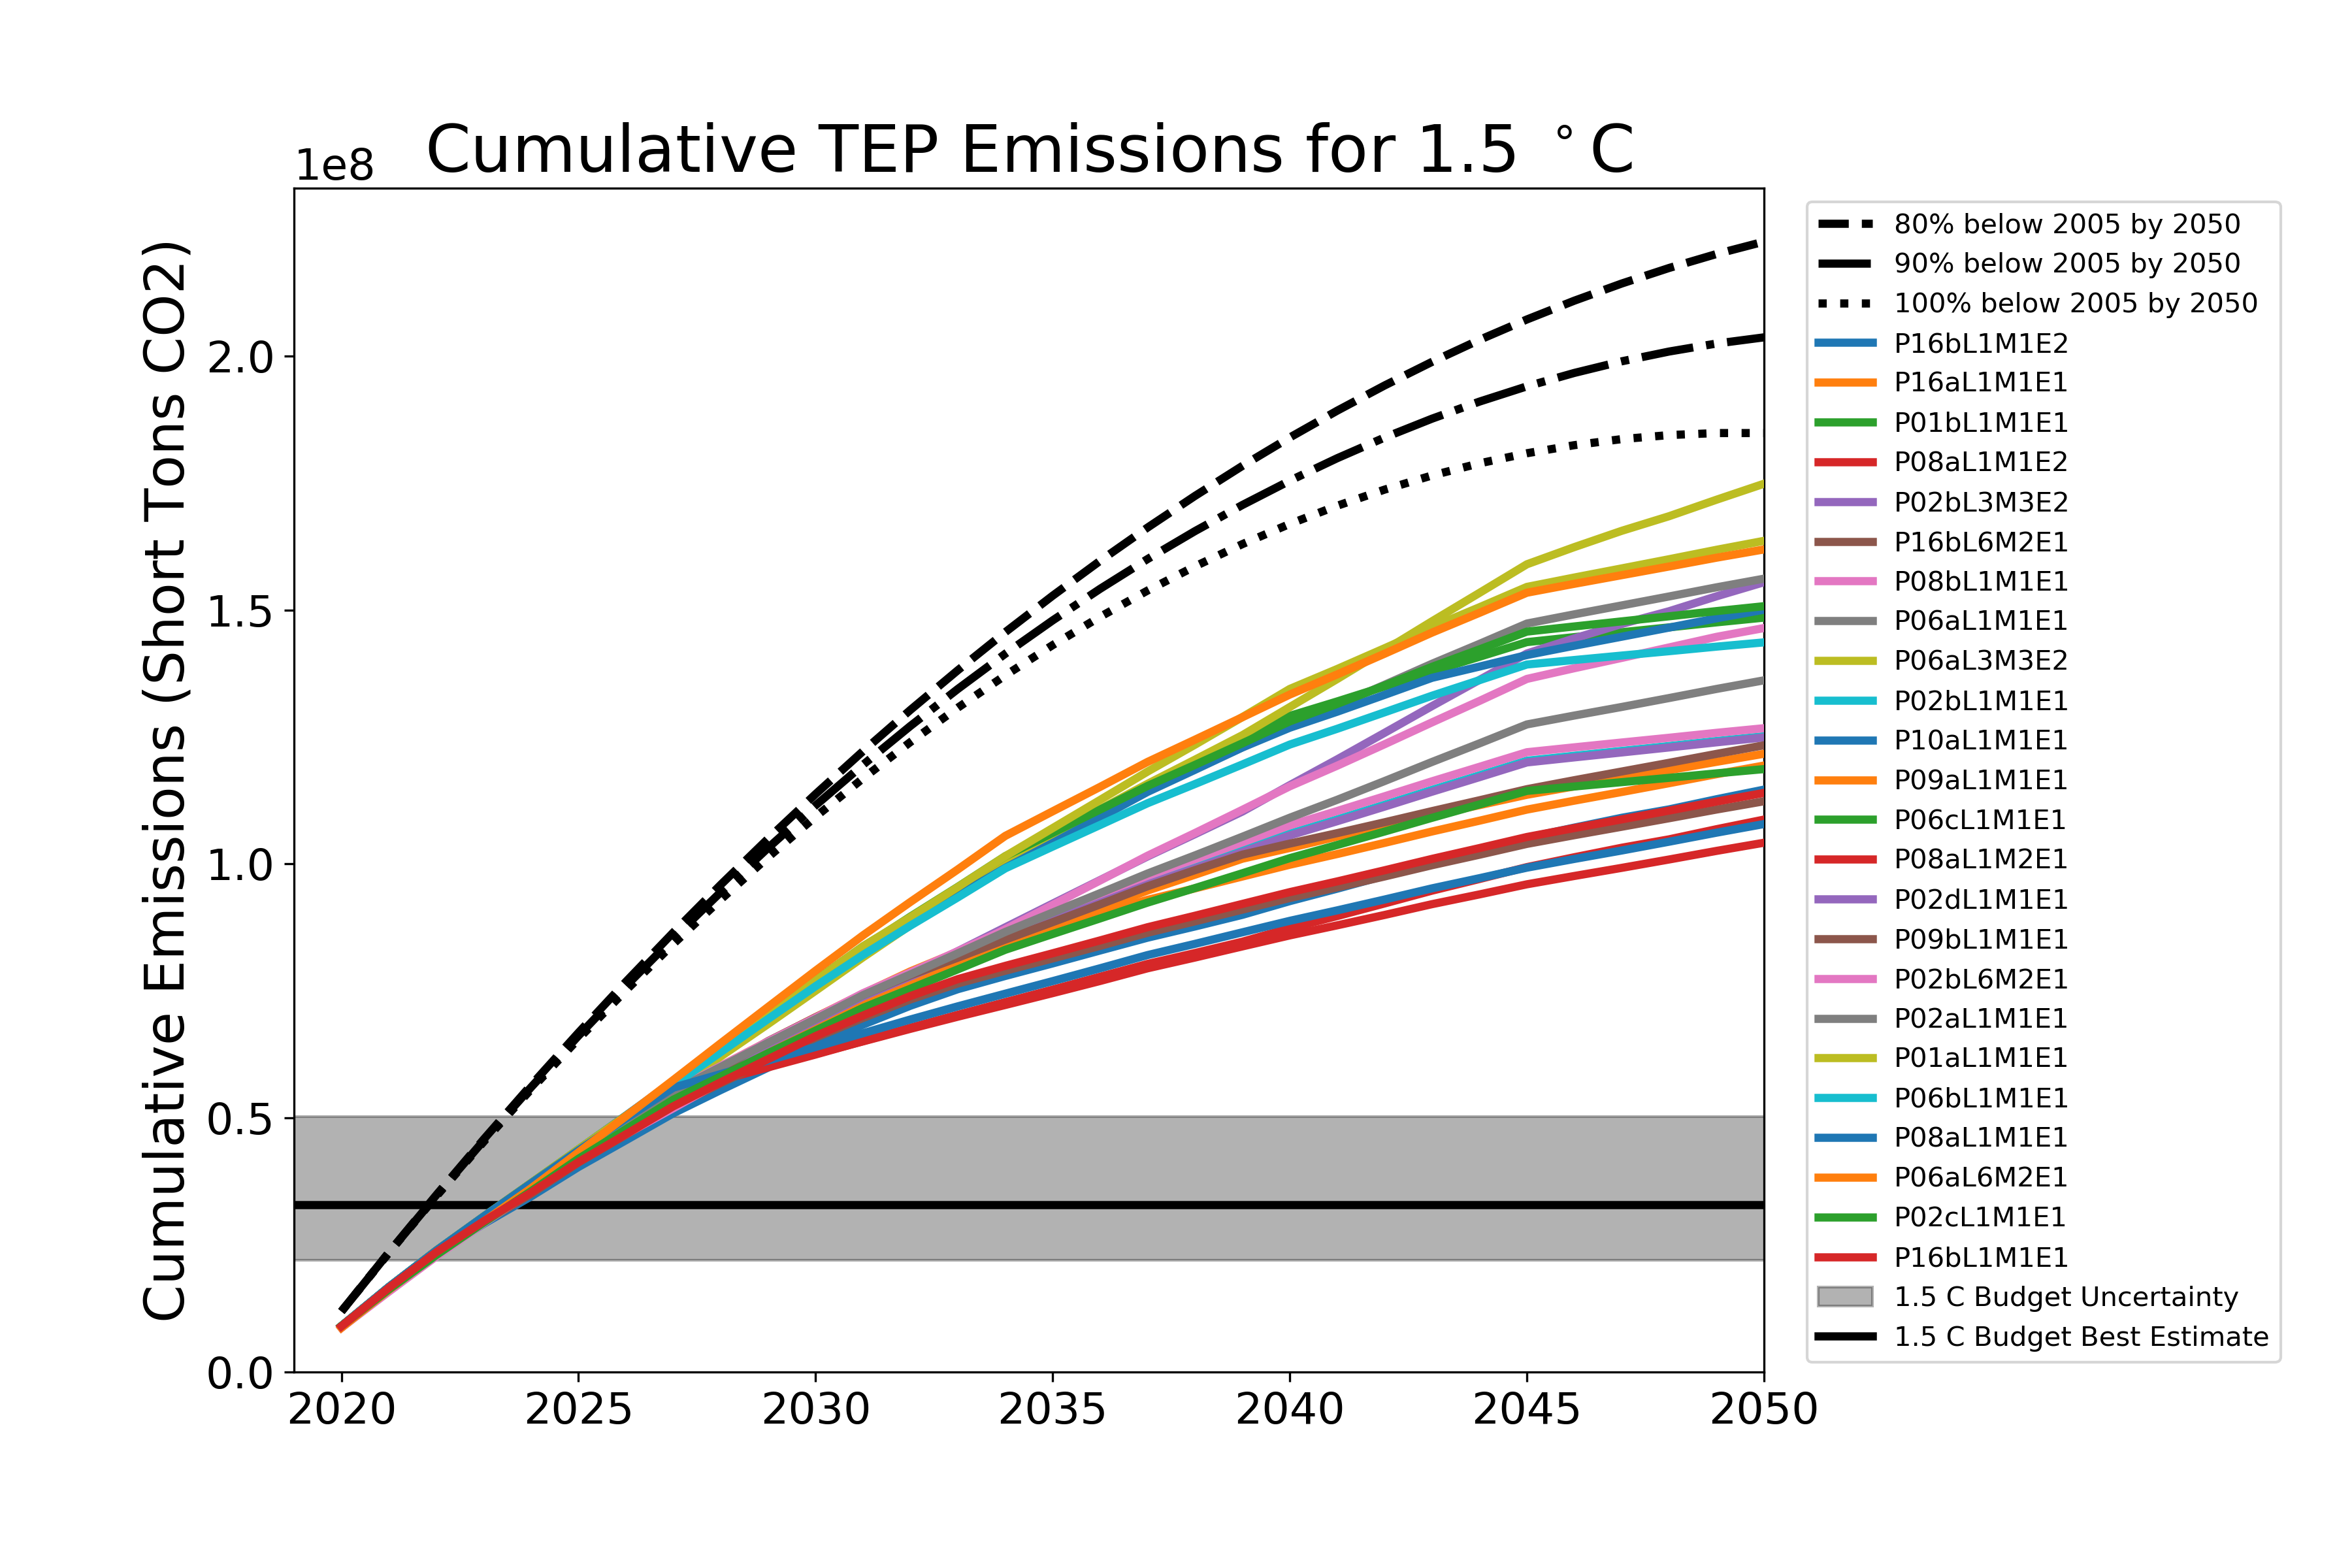 Cumulative TEP Emissions for 1.5 °C
1e8
Cumulative Emissions (Short Tons CO2)
2.0
1.5
1.0
0.5
0.0
2020 2025 2030 2035 2040 2045 2050
80% below 2005 by 2050
90% below 2005 by 2050
100% below 2005 by 2050
P16bL1M1E2
P16aL1M1E1
P01bL1M1E1
P08aL1M1E2
P02bL3M3E2
P16bL6M2E1
P08bL1M1E1
P06aL1M1E1
P06aL3M3E2
P02bL1M1E1
P10aL1M1E1
P09aL1M1E1
P06cL1M1E1
P08aL1M2E1
P02dL1M1E1
P09bL1M1E1
P02bL6M2E1
P02aL1M1E1
P01aL1M1E1
P06bL1M1E1
P08aL1M1E1
P06aL6M2E1
P02cL1M1E1
P16bL1M1E1
1.5 C Budget Uncertainty
1.5 C Budget Best Estimate